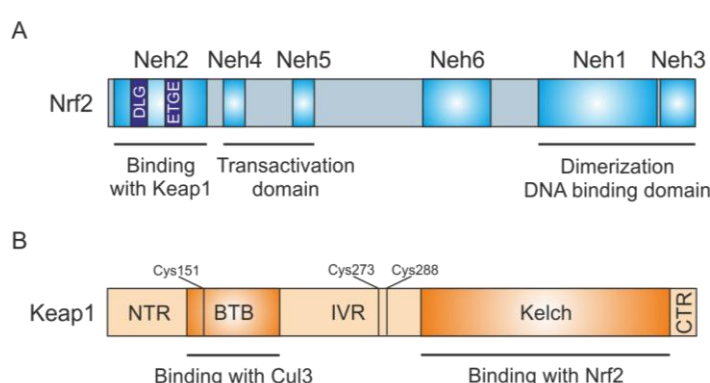 A
Neh2 Neh4 Neh5 Neh6 Neh1 Neh3
Nrf2 DLG ETGE
Binding Transactivation Dimerization
with Keap1 domain DNA binding domain
B
Cys151 Cys273 Cys288
Keap1 NTR BTB IVR Kelch CTR
Binding with Cul3 Binding with Nrf2